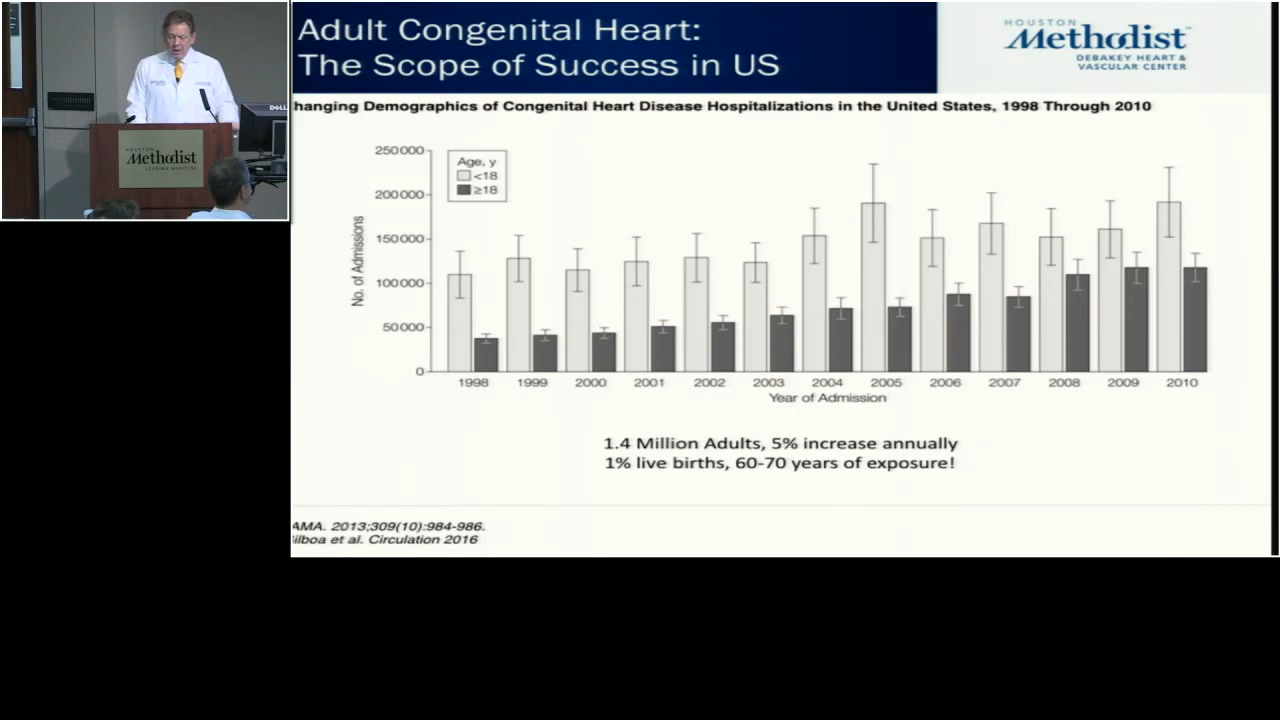 Adult Congenital Heart:
The Scope of Success in US
HOUSTON
Methodist
DEBAKEY HEART &
VASCULAR CENTER
hanging Demographics of Congenital Heart Disease Hospitalizations in the United States, 1998 Through 2010
250000
200000
150000
100000
50000
0
No. of Admissions
Age, y
<18
≥18
1998 1999 2000 2001 2002 2003 2004 2005 2006 2007 2008 2009 2010
Year of Admission
1.4 Million Adults, 5% increase annually
1% live births, 60-70 years of exposure!
AMA. 2013;309(10):984-986.
ilboa et al. Circulation 2016
DELL
HOUSTON
Methodist
LEADING MEDICINE